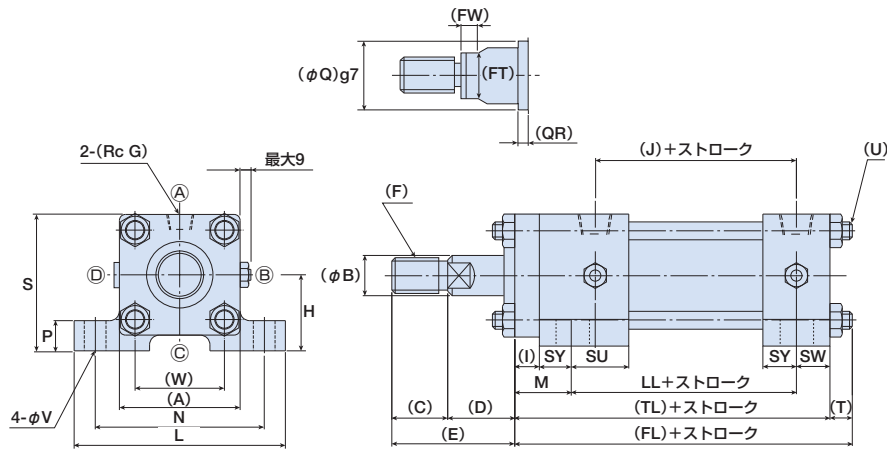 (FW)
(φQ)g7
(FT)
(QR)
2-(Rc G)
最大9
Ⓐ
(J)+ストローク
(U)
(F)
S
Ⓓ
Ⓑ
H
(φB)
P
Ⓒ
(W)
(A)
N
L
4-φV
(I)
SY
SU
SY
SW
M
LL+ストローク
(C)
(D)
(TL)+ストローク
(T)
(E)
(FL)+ストローク